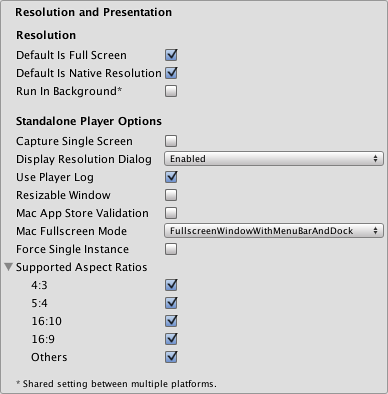 Resolution and Presentation
Resolution
Default Is Full Screen
Default Is Native Resolution
Run In Background*
Standalone Player Options
Capture Single Screen
Display Resolution Dialog Enabled
Use Player Log
Resizable Window
Mac App Store Validation
Mac Fullscreen Mode FullscreenWindowWithMenuBarAndDock
Force Single Instance
Supported Aspect Ratios
4:3
5:4
16:10
16:9
Others
* Shared setting between multiple platforms.